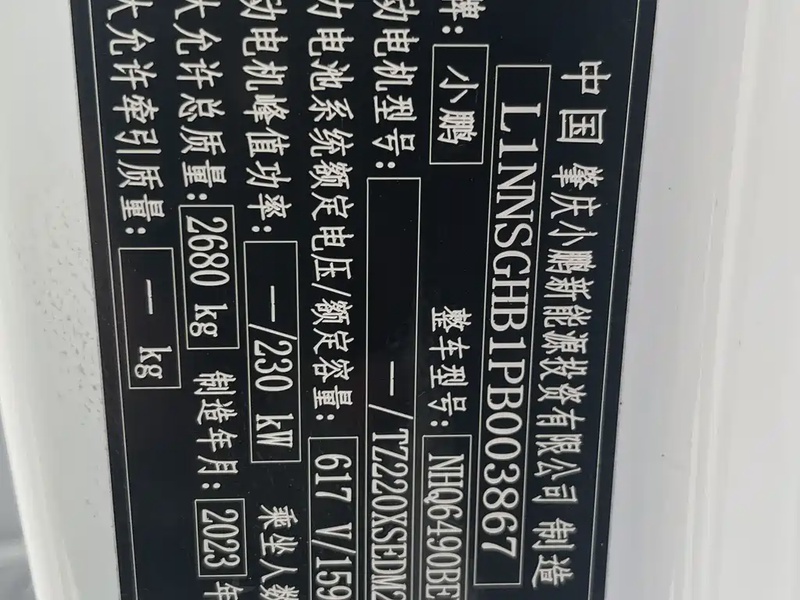 中国 肇庆小鹏新能源投资有限公司 制造
L1NNSGHB1PB003867
牌: 小鹏 整车型号: NHQ6490BE
动电机型号: —/TZ220XSEDM2
力电池系统额定电压/额定容量: 617 V/159
动电机峰值功率: —/230 kW 乘坐人数
大允许总质量: 2680 kg 制造年月: 2023 年
大允许牵引质量: — kg